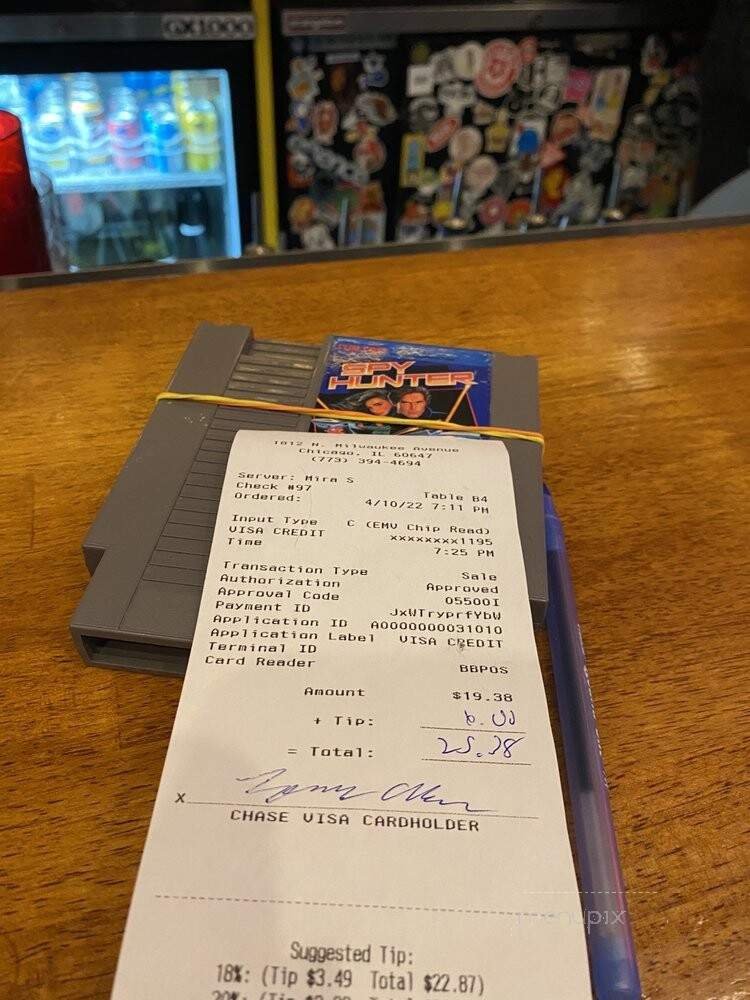 GX1000
SPY
HUNTER
1812 N. Milwaukee Avenue
Chicago, IL 60647
(773) 394-4694
Server: Mira S
Check #97 Table B4
Ordered: 4/10/22 7:11 PM
Input Type C (EMV Chip Read)
VISA CREDIT xxxxxxxx1195
Time 7:25 PM
Transaction Type Sale
Authorization Approved
Approval Code 05500I
Payment ID JxWTryprfYbW
Application ID A0000000031010
Application Label VISA CREDIT
Terminal ID
Card Reader BBPOS
Amount $19.38
+ Tip: 6.00
= Total: 25.38
x
CHASE VISA CARDHOLDER
menupix
Suggested Tip:
18%: (Tip $3.49 Total $22.87)